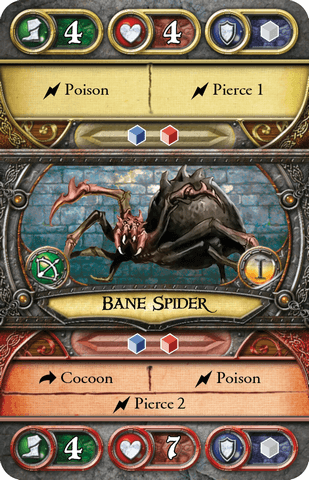 4 4
Poison Pierce 1
I
BANE SPIDER
Cocoon Poison
Pierce 2
4 7